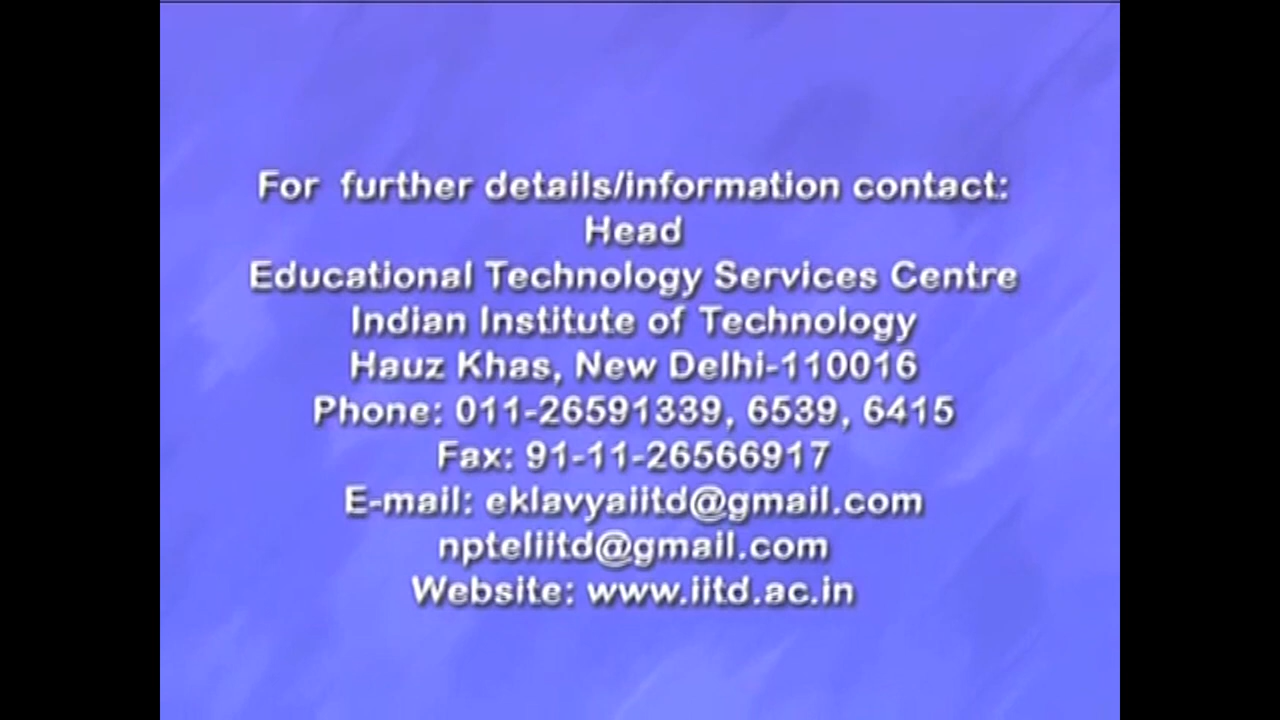 For further details/information contact:
Head
Educational Technology Services Centre
Indian Institute of Technology
Hauz Khas, New Delhi-110016
Phone: 011-26591339, 6539, 6415
Fax: 91-11-26566917
E-mail: eklavyaiitd@gmail.com
npteliitd@gmail.com
Website: www.iitd.ac.in